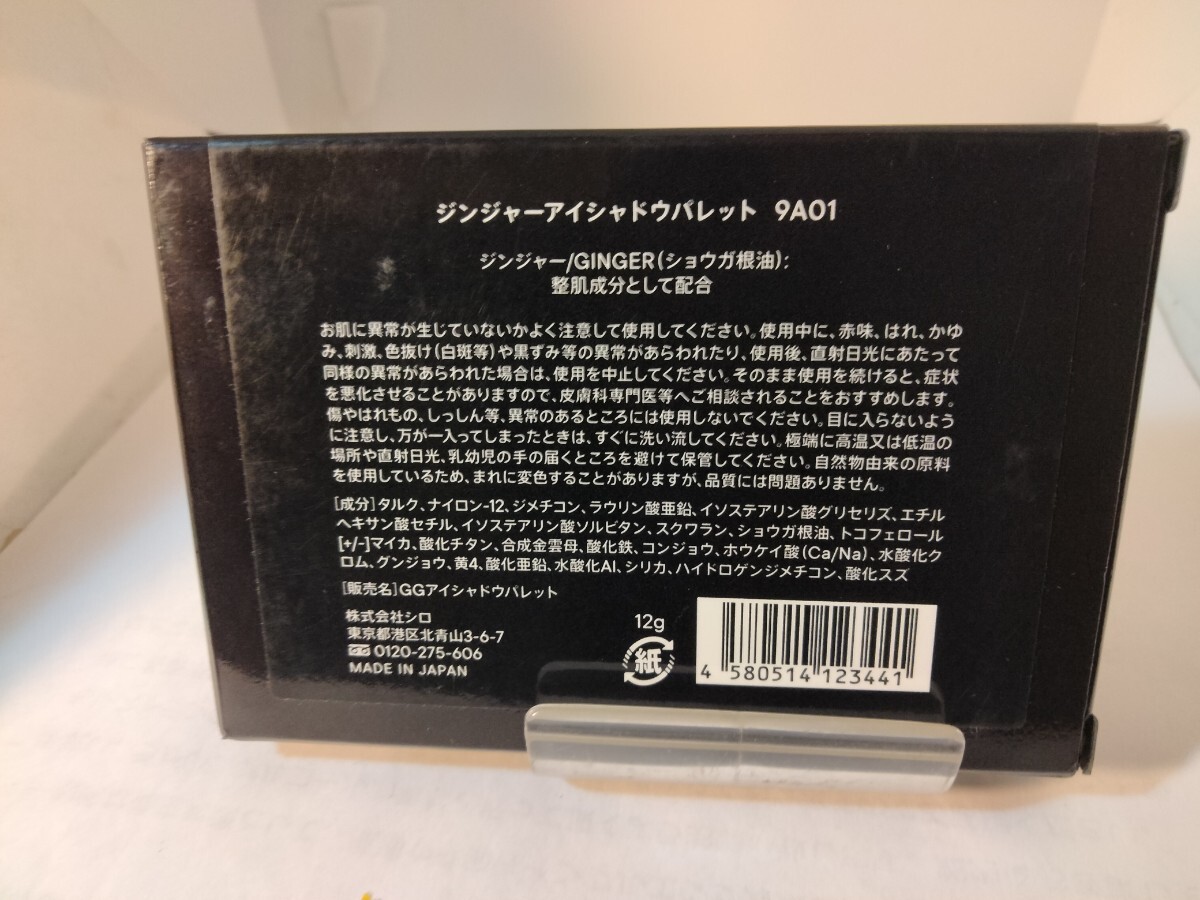 ジンジャーアイシャドウパレット 9A01
ジンジャー/GINGER(ショウガ根油):
整肌成分として配合
お肌に異常が生じていないかよく注意して使用してください。使用中に、赤味、はれ、かゆ
み、刺激、色抜け(白斑等)や黒ずみ等の異常があらわれたり、使用後、直射日光にあたって
同様の異常があらわれた場合は、使用を中止してください。そのまま使用を続けると、症状
を悪化させることがありますので、皮膚科専門医等へご相談されることをおすすめします。
傷やはれもの、しっしん等、異常のあるところには使用しないでください。目に入らないよう
に注意し、万が一入ってしまったときは、すぐに洗い流してください。極端に高温又は低温の
場所や直射日光、乳幼児の手の届くところを避けて保管してください。自然物由来の原料
を使用しているため、まれに変色することがありますが、品質には問題ありません。
[成分]タルク、ナイロン-12、ジメチコン、ラウリン酸亜鉛、イソステアリン酸グリセリズ、エチル
ヘキサン酸セチル、イソステアリン酸ソルビタン、スクワラン、ショウガ根油、トコフェロール
[+/-]マイカ、酸化チタン、合成金雲母、酸化鉄、コンジョウ、ホウケイ酸(Ca/Na)、水酸化ク
ロム、グンジョウ、黄4、酸化亜鉛、水酸化Al、シリカ、ハイドロゲンジメチコン、酸化スズ
[販売名]GGアイシャドウパレット
株式会社シロ
東京都港区北青山3-6-7
0120-275-606
MADE IN JAPAN
12g
紙
4 580514 123441